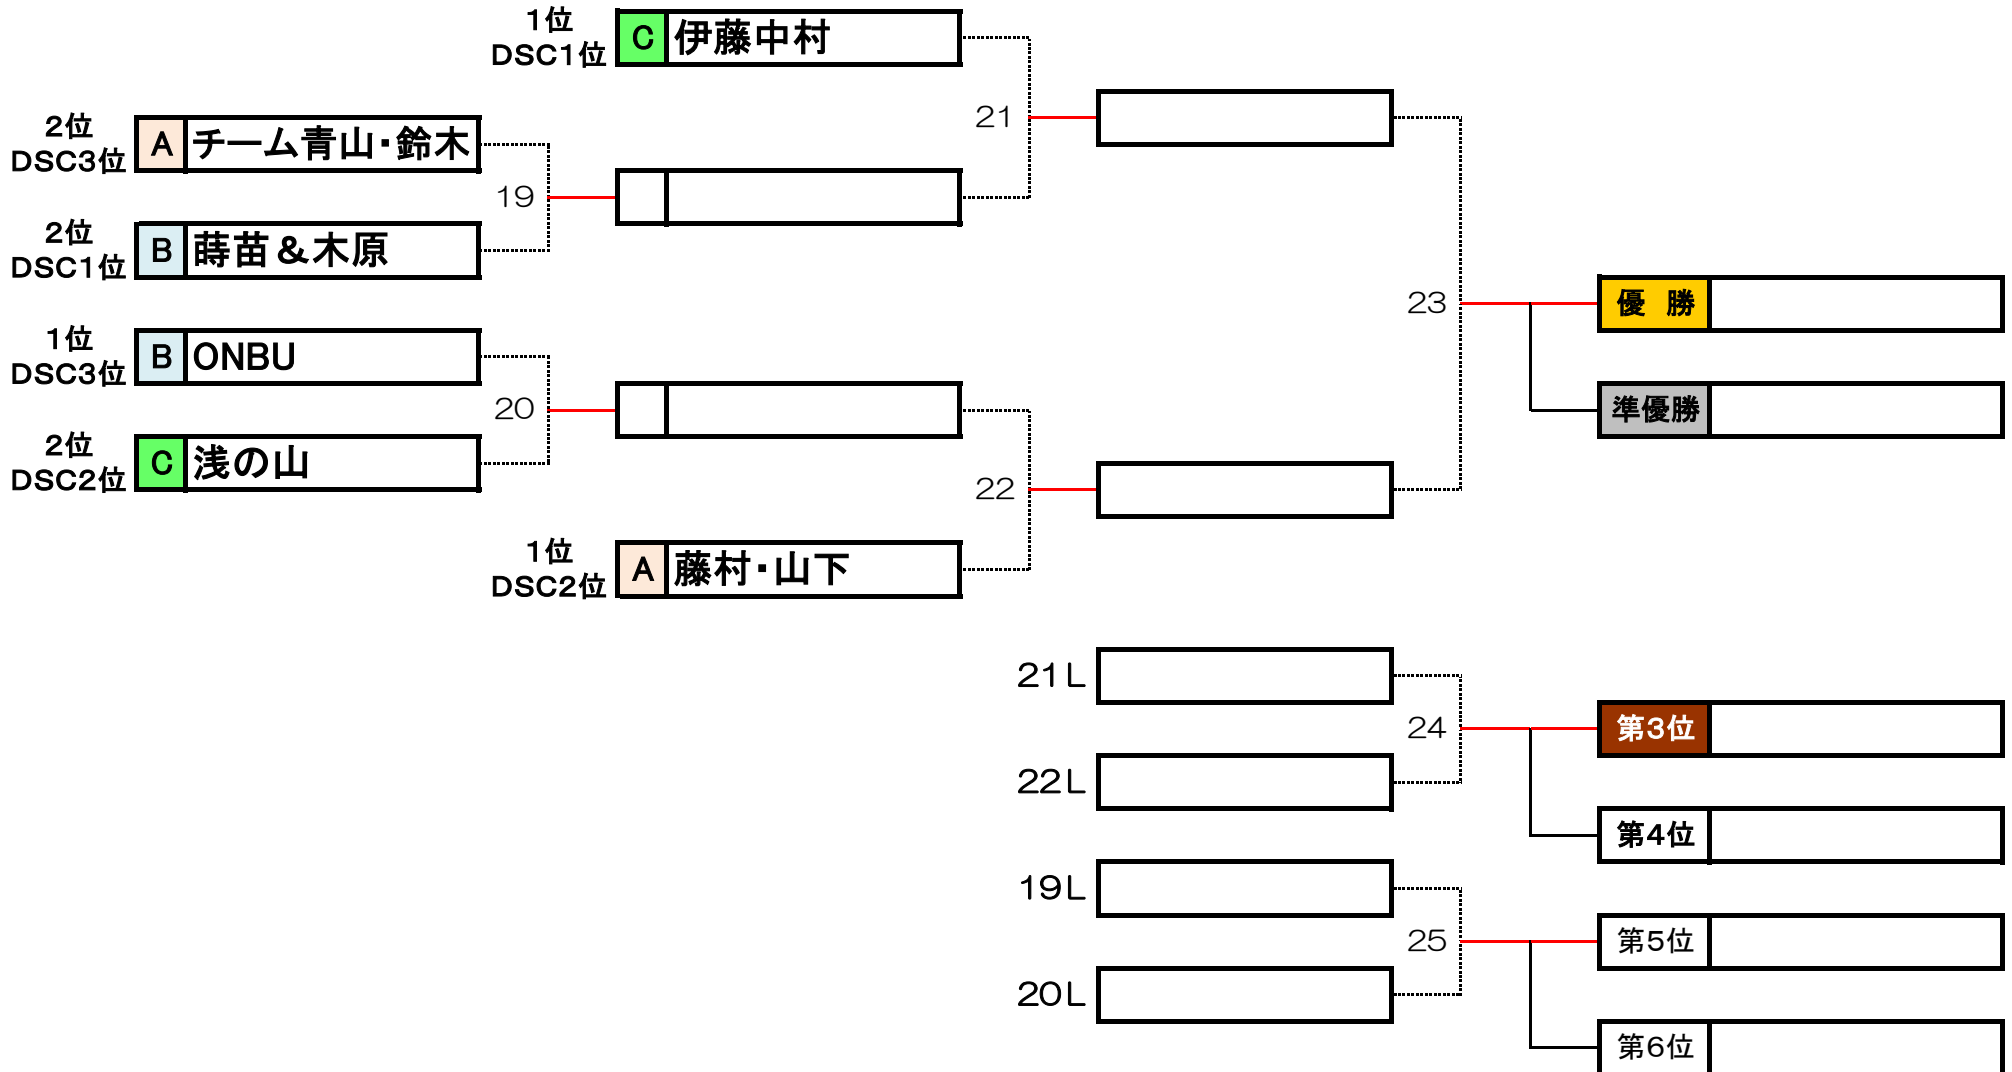 1位
DSC1位
C 伊藤中村
21
2位
DSC3位
A チーム青山・鈴木
19
2位
DSC1位
B 蒔苗&木原
23
優 勝
1位
DSC3位
B ONBU
20
準優勝
2位
DSC2位
C 浅の山
22
1位
DSC2位
A 藤村・山下
21L
24
第3位
22L
第4位
19L
25
第5位
20L
第6位